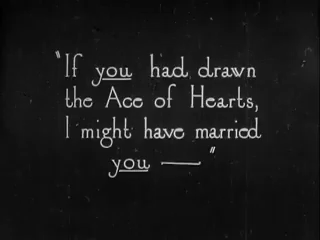 "If you had drawn
the Ace of Hearts,
I might have married
you —"